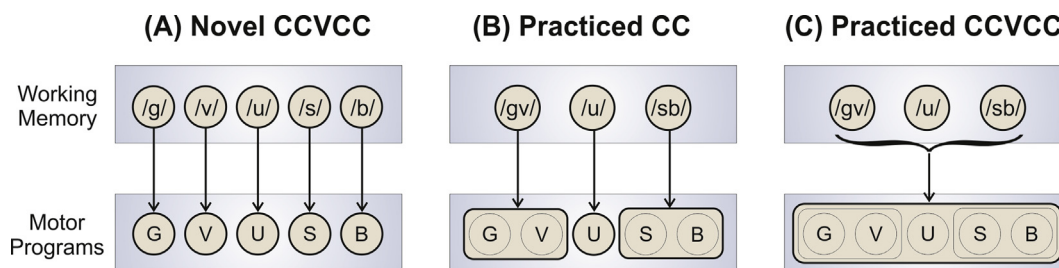 (A) Novel CCVCC (B) Practiced CC (C) Practiced CCVCC
Working
Memory
/g/ /v/ /u/ /s/ /b/ /gv/ /u/ /sb/ /gv/ /u/ /sb/
Motor
Programs
G V U S B G V U S B G V U S B